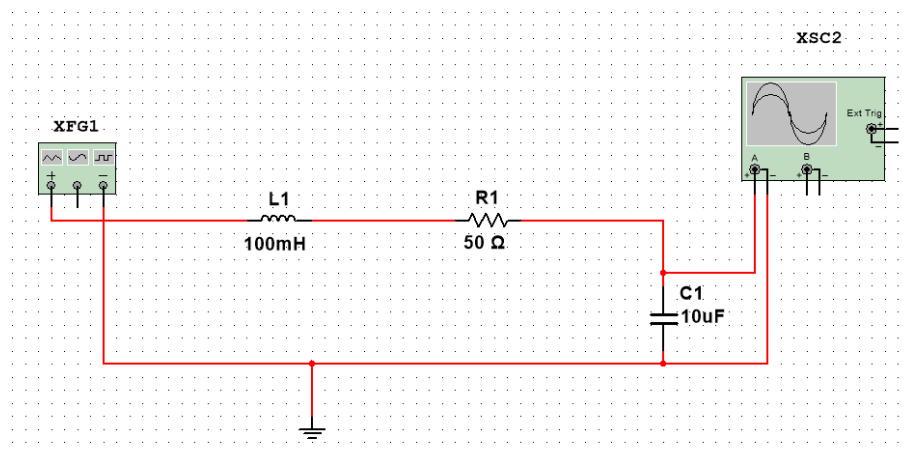 XSC2
Ext Trig
+
−
A
B
+ − + −
XFG1
+ −
L1
100mH
R1
50 Ω
C1
10uF